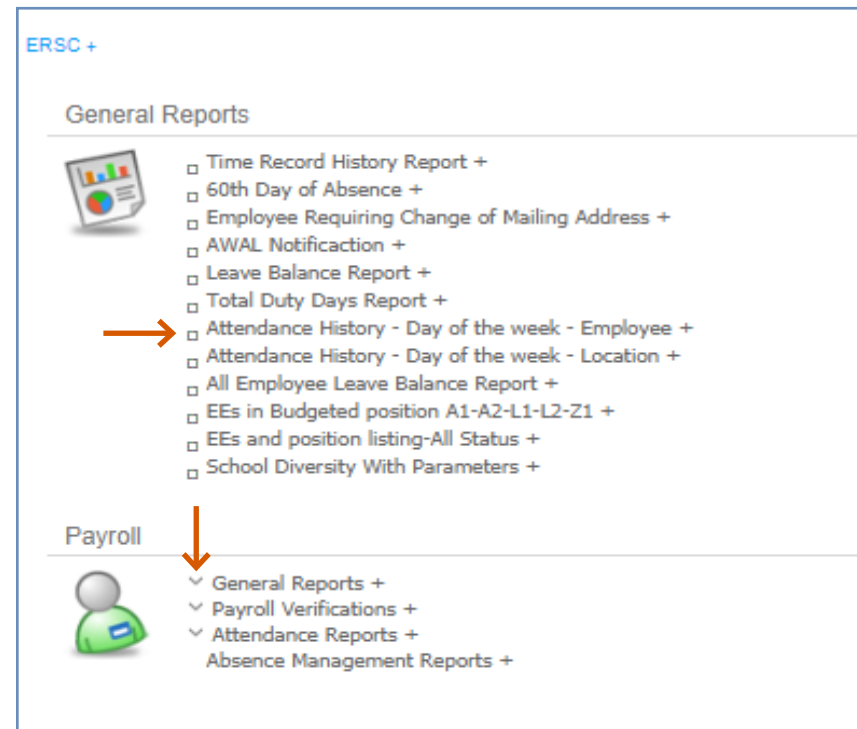 ERSC +
General Reports
Time Record History Report +
60th Day of Absence +
Employee Requiring Change of Mailing Address +
AWAL Notificaction +
Leave Balance Report +
Total Duty Days Report +
Attendance History - Day of the week - Employee +
Attendance History - Day of the week - Location +
All Employee Leave Balance Report +
EEs in Budgeted position A1-A2-L1-L2-Z1 +
EEs and position listing-All Status +
School Diversity With Parameters +
Payroll
General Reports +
Payroll Verifications +
Attendance Reports +
Absence Management Reports +